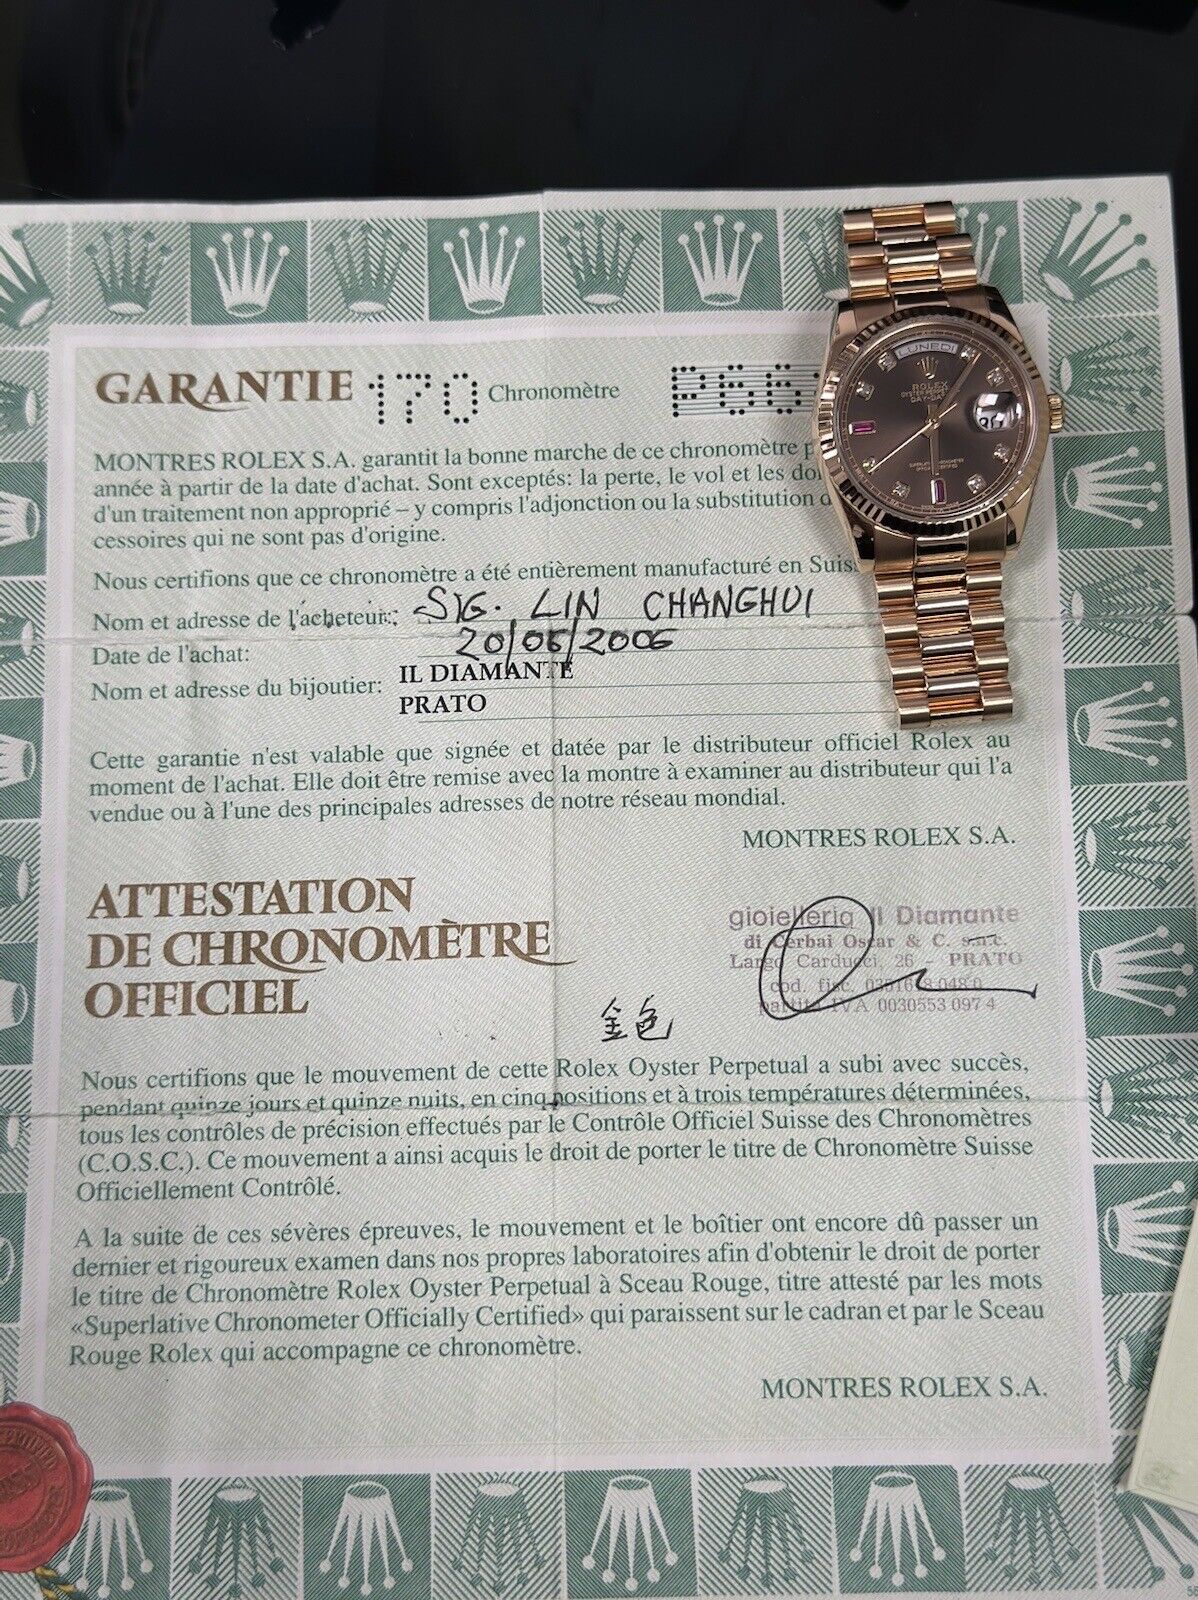 GARANTIE 170 Chronomètre P66
MONTRES ROLEX S.A. garantit la bonne marche de ce chronomètre p
année à partir de la date d'achat. Sont exceptés: la perte, le vol et les do
d'un traitement non approprié – y compris l'adjonction ou la substitution d
cessoires qui ne sont pas d'origine.
Nous certifions que ce chronomètre a été entièrement manufacturé en Suis
Nom et adresse de l'acheteur: SIG. LIN CHANGHUI
Date de l'achat: 20/06/2006
Nom et adresse du bijoutier: IL DIAMANTE
PRATO
Cette garantie n'est valable que signée et datée par le distributeur officiel Rolex au
moment de l'achat. Elle doit être remise avec la montre à examiner au distributeur qui l'a
vendue ou à l'une des principales adresses de notre réseau mondial.
MONTRES ROLEX S.A.
LUNEDI
ROLEX
DAY-DATE
ATTESTATION
DE CHRONOMÈTRE
OFFICIEL
gioielleria Il Diamante
di Cerbai Oscar & C. s.n.c.
Largo Carducci, 26 - PRATO
cod. fisc.
partita IVA 0030553 097 4
金色
Nous certifions que le mouvement de cette Rolex Oyster Perpetual a subi avec succès,
pendant quinze jours et quinze nuits, en cinq positions et à trois températures déterminées,
tous les contrôles de précision effectués par le Contrôle Officiel Suisse des Chronomètres
(C.O.S.C.). Ce mouvement a ainsi acquis le droit de porter le titre de Chronomètre Suisse
Officiellement Contrôlé.
A la suite de ces sévères épreuves, le mouvement et le boîtier ont encore dû passer un
dernier et rigoureux examen dans nos propres laboratoires afin d'obtenir le droit de porter
le titre de Chronomètre Rolex Oyster Perpetual à Sceau Rouge, titre attesté par les mots
«Superlative Chronometer Officially Certified» qui paraissent sur le cadran et par le Sceau
Rouge Rolex qui accompagne ce chronomètre.
MONTRES ROLEX S.A.